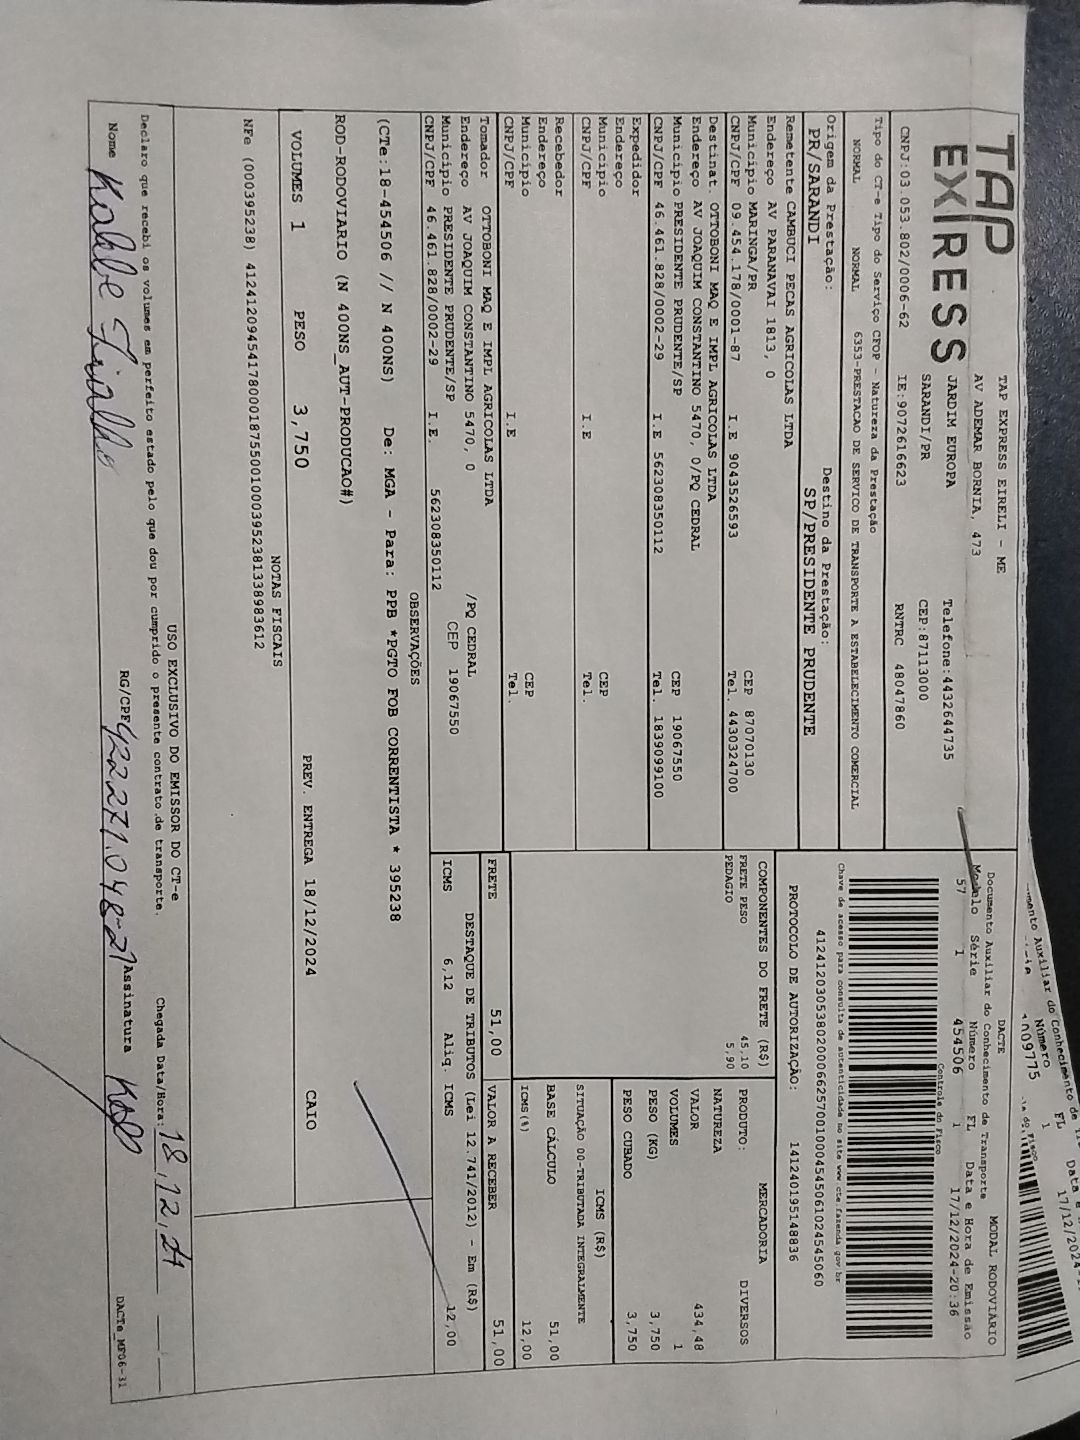 TAP
EXPRESS
TAP EXPRESS EIRELI - ME
AV ADEMAR BORNIA, 473
JARDIM EUROPA
SARANDI/PR
Telefone:4432644735
CEP:87113000
CNPJ:03.053.802/0006-62 IE:9072616623 RNTRC 48047860
Tipo do CT-e Tipo do Serviço CFOP - Natureza da Prestação
NORMAL NORMAL 6353-PRESTACAO DE SERVICO DE TRANSPORTE A ESTABELECIMENTO COMERCIAL
Origem da Prestação: Destino da Prestação:
PR/SARANDI SP/PRESIDENTE PRUDENTE
DACTE MODAL RODOVIARIO
Documento Auxiliar do Conhecimento de Transporte
Modelo Série Número FL Data e Hora de Emissão
57 1 454506 1 17/12/2024-20:36
Controle do Fisco
Chave de acesso para consulta de autenticidade no site www.cte.fazenda.gov.br
41241203053802000662570010004545061024545060
PROTOCOLO DE AUTORIZAÇÃO: 141240195148836
Remetente CAMBUCI PECAS AGRICOLAS LTDA
Endereço AV PARANAVAI 1813, 0
Municipio MARINGA/PR CEP 87070130
CNPJ/CPF 09.454.178/0001-87 I.E 9043526593 Tel. 4430324700
Destinat. OTTOBONI MAQ E IMPL AGRICOLAS LTDA
Endereço AV JOAQUIM CONSTANTINO 5470, 0/PQ CEDRAL
Municipio PRESIDENTE PRUDENTE/SP CEP 19067550
CNPJ/CPF 46.461.828/0002-29 I.E 562308350112 Tel. 1839099100
Expedidor
Endereço
Municipio CEP
CNPJ/CPF I.E Tel.
Recebedor
Endereço
Municipio CEP
CNPJ/CPF I.E Tel.
Tomador OTTOBONI MAQ E IMPL AGRICOLAS LTDA
Endereço AV JOAQUIM CONSTANTINO 5470, 0 /PQ CEDRAL
Municipio PRESIDENTE PRUDENTE/SP CEP 19067550
CNPJ/CPF 46.461.828/0002-29 I.E. 562308350112
COMPONENTES DO FRETE (R$)
FRETE PESO 45,10
PEDAGIO 5,90
PRODUTO: MERCADORIA
NATUREZA DIVERSOS
VALOR 434,48
VOLUMES 1
PESO (KG) 3,750
PESO CUBADO 3,750
ICMS (R$)
SITUAÇÃO 00-TRIBUTADA INTEGRALMENTE
BASE CÁLCULO 51,00
ICMS(%) 12,00
FRETE 51,00 VALOR A RECEBER 51,00
DESTAQUE DE TRIBUTOS (Lei 12.741/2012) - Em (R$)
ICMS 6,12 Aliq. ICMS 12,00
OBSERVAÇÕES
(CTe:18-454506 // N 400NS) De: MGA - Para: PPB *PGTO FOB CORRENTISTA * 395238
ROD-RODOVIARIO (N 400NS_AUT-PRODUCAO#)
VOLUMES 1 PESO 3,750 PREV. ENTREGA 18/12/2024 CAIO
NOTAS FISCAIS
NFe (000395238) 41241209454178000187550010003952381338983612
USO EXCLUSIVO DO EMISSOR DO CT-e
Declaro que recebi os volumes em perfeito estado pelo que dou por cumprido o presente contrato de transporte. Chegada Data/Hora: 18,12,24
Nome Kalebe Fialho RG/CPF 422271.048-21 Assinatura
DACTe_MF06-31
Número
1009775
FL
1
17/12/2024